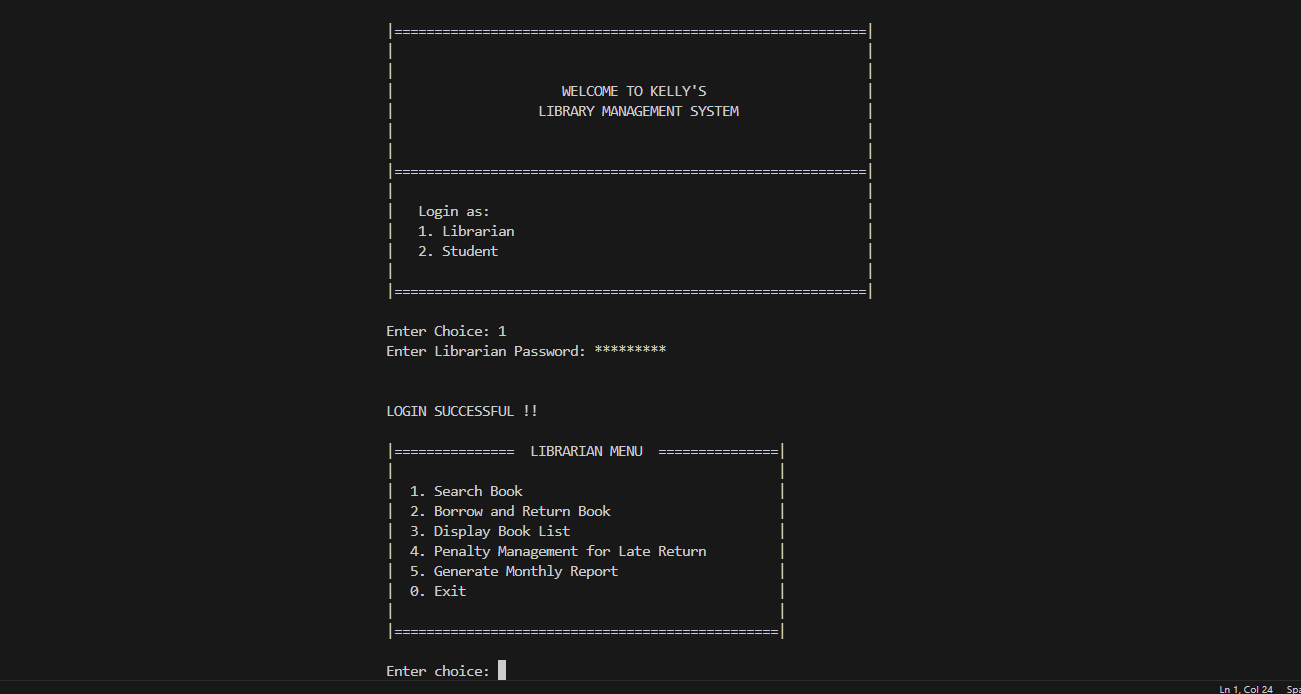 |===========================================================|
WELCOME TO KELLY'S
LIBRARY MANAGEMENT SYSTEM
|===========================================================|
Login as:
1. Librarian
2. Student
|===========================================================|
Enter Choice: 1
Enter Librarian Password: *********
LOGIN SUCCESSFUL !!
|=============== LIBRARIAN MENU ===============|
1. Search Book
2. Borrow and Return Book
3. Display Book List
4. Penalty Management for Late Return
5. Generate Monthly Report
0. Exit
|================================================|
Enter choice:
Ln 1, Col 24